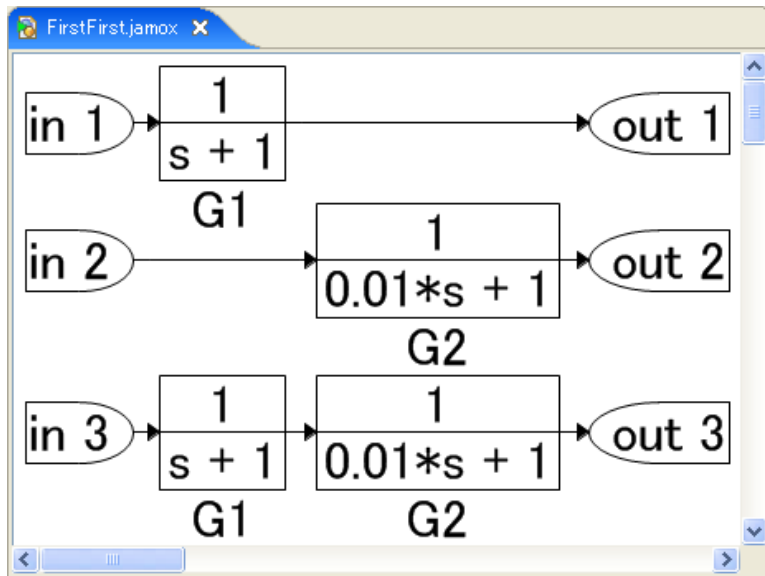 FirstFirst.jamox
in 1
1
s + 1
G1
out 1
in 2
1
0.01*s + 1
G2
out 2
in 3
1
s + 1
G1
1
0.01*s + 1
G2
out 3